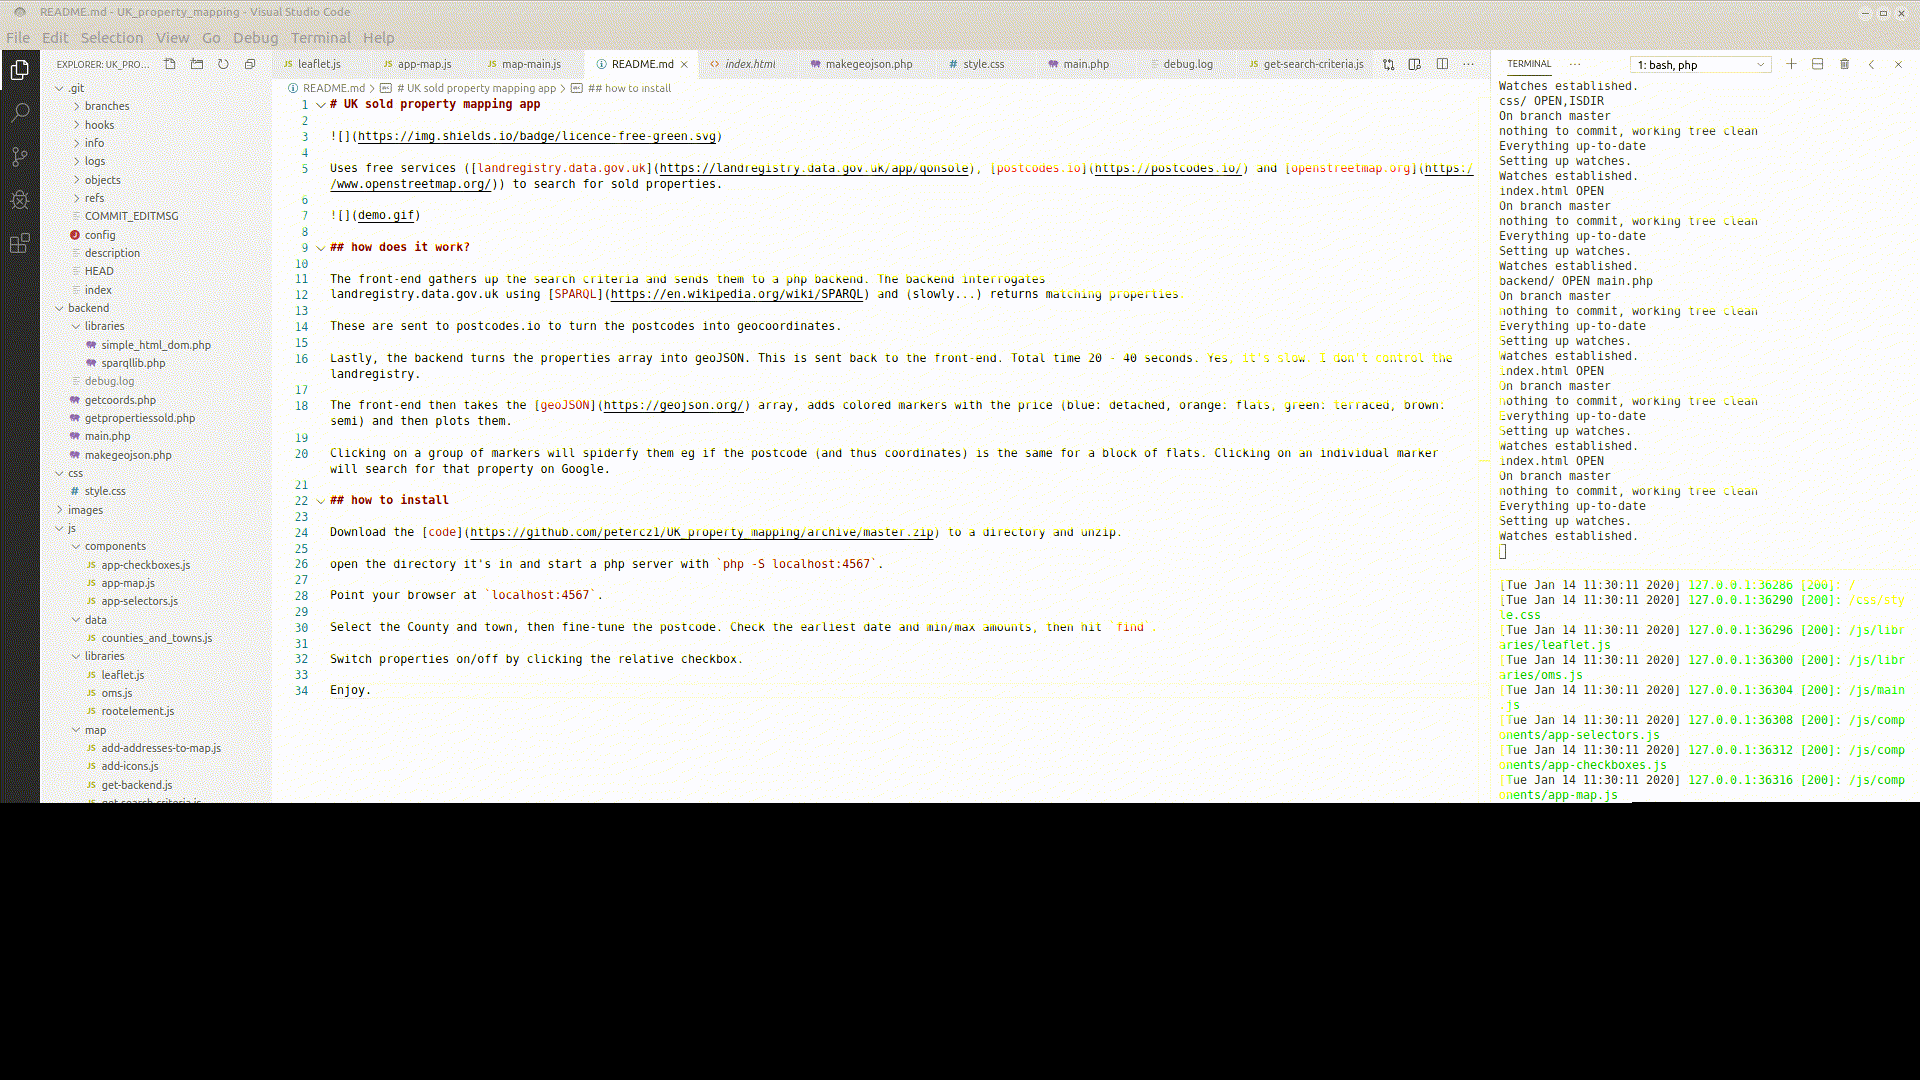 README.md - UK_property_mapping - Visual Studio Code
File Edit Selection View Go Debug Terminal Help
EXPLORER: UK_PRO...
.git
branches
hooks
info
logs
objects
refs
COMMIT_EDITMSG
config
description
HEAD
index
backend
libraries
simple_html_dom.php
sparqllib.php
debug.log
getcoords.php
getpropertiessold.php
main.php
makegeojson.php
css
# style.css
images
js
components
JS app-checkboxes.js
JS app-map.js
JS app-selectors.js
data
JS counties_and_towns.js
libraries
JS leaflet.js
JS oms.js
JS rootelement.js
map
JS add-addresses-to-map.js
JS add-icons.js
JS get-backend.js
JS get-search-criteria.js
JS leaflet.js JS app-map.js JS map-main.js README.md × <> index.html makegeojson.php # style.css main.php debug.log JS get-search-criteria.js ...
README.md > # UK sold property mapping app > ## how to install
1 # UK sold property mapping app
2
3 ![](https://img.shields.io/badge/licence-free-green.svg)
4
5 Uses free services ([landregistry.data.gov.uk](https://landregistry.data.gov.uk/app/qonsole), [postcodes.io](https://postcodes.io/) and [openstreetmap.org](https:/
/www.openstreetmap.org/)) to search for sold properties.
6
7 ![](demo.gif)
8
9 ## how does it work?
10
11 The front-end gathers up the search criteria and sends them to a php backend. The backend interrogates
12 landregistry.data.gov.uk using [SPARQL](https://en.wikipedia.org/wiki/SPARQL) and (slowly...) returns matching properties.
13
14 These are sent to postcodes.io to turn the postcodes into geocoordinates.
15
16 Lastly, the backend turns the properties array into geoJSON. This is sent back to the front-end. Total time 20 - 40 seconds. Yes, it's slow. I don't control the
landregistry.
17
18 The front-end then takes the [geoJSON](https://geojson.org/) array, adds colored markers with the price (blue: detached, orange: flats, green: terraced, brown:
semi) and then plots them.
19
20 Clicking on a group of markers will spiderfy them eg if the postcode (and thus coordinates) is the same for a block of flats. Clicking on an individual marker
will search for that property on Google.
21
22 ## how to install
23
24 Download the [code](https://github.com/peterc21/UK_property_mapping/archive/master.zip) to a directory and unzip.
25
26 open the directory it's in and start a php server with `php -S localhost:4567`.
27
28 Point your browser at `localhost:4567`.
29
30 Select the County and town, then fine-tune the postcode. Check the earliest date and min/max amounts, then hit `find`.
31
32 Switch properties on/off by clicking the relative checkbox.
33
34 Enjoy.
TERMINAL ... 1: bash, php
Watches established.
css/ OPEN,ISDIR
On branch master
nothing to commit, working tree clean
Everything up-to-date
Setting up watches.
Watches established.
index.html OPEN
On branch master
nothing to commit, working tree clean
Everything up-to-date
Setting up watches.
Watches established.
backend/ OPEN main.php
On branch master
nothing to commit, working tree clean
Everything up-to-date
Setting up watches.
Watches established.
index.html OPEN
On branch master
nothing to commit, working tree clean
Everything up-to-date
Setting up watches.
Watches established.
index.html OPEN
On branch master
nothing to commit, working tree clean
Everything up-to-date
Setting up watches.
Watches established.
[Tue Jan 14 11:30:11 2020] 127.0.0.1:36286 [200]: /
[Tue Jan 14 11:30:11 2020] 127.0.0.1:36290 [200]: /css/sty
le.css
[Tue Jan 14 11:30:11 2020] 127.0.0.1:36296 [200]: /js/libr
aries/leaflet.js
[Tue Jan 14 11:30:11 2020] 127.0.0.1:36300 [200]: /js/libr
aries/oms.js
[Tue Jan 14 11:30:11 2020] 127.0.0.1:36304 [200]: /js/main
.js
[Tue Jan 14 11:30:11 2020] 127.0.0.1:36308 [200]: /js/comp
onents/app-selectors.js
[Tue Jan 14 11:30:11 2020] 127.0.0.1:36312 [200]: /js/comp
onents/app-checkboxes.js
[Tue Jan 14 11:30:11 2020] 127.0.0.1:36316 [200]: /js/comp
onents/app-map.js